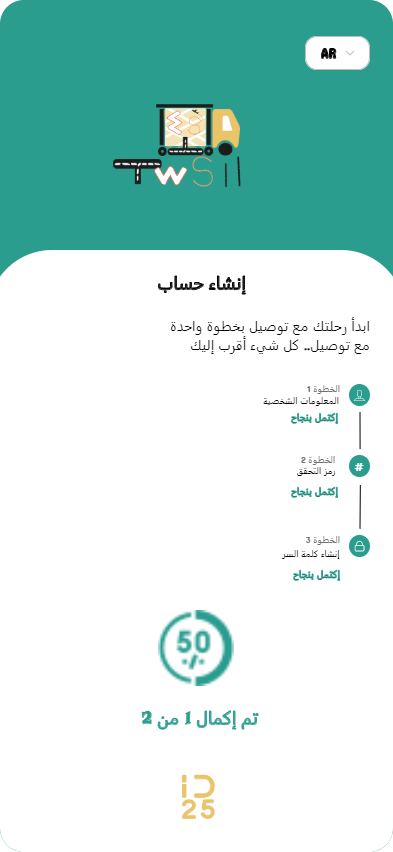 AR
TWSIl
إنشاء حساب
ابدأ رحلتك مع توصيل بخطوة واحدة
مع توصيل.. كل شيء أقرب إليك
الخطوة 1
المعلومات الشخصية
إكتمل بنجاح
الخطوة 2
#
رمز التحقق
إكتمل بنجاح
الخطوة 3
إنشاء كلمة السر
إكتمل بنجاح
50
٪
تم إكمال 1 من 2
iD
25